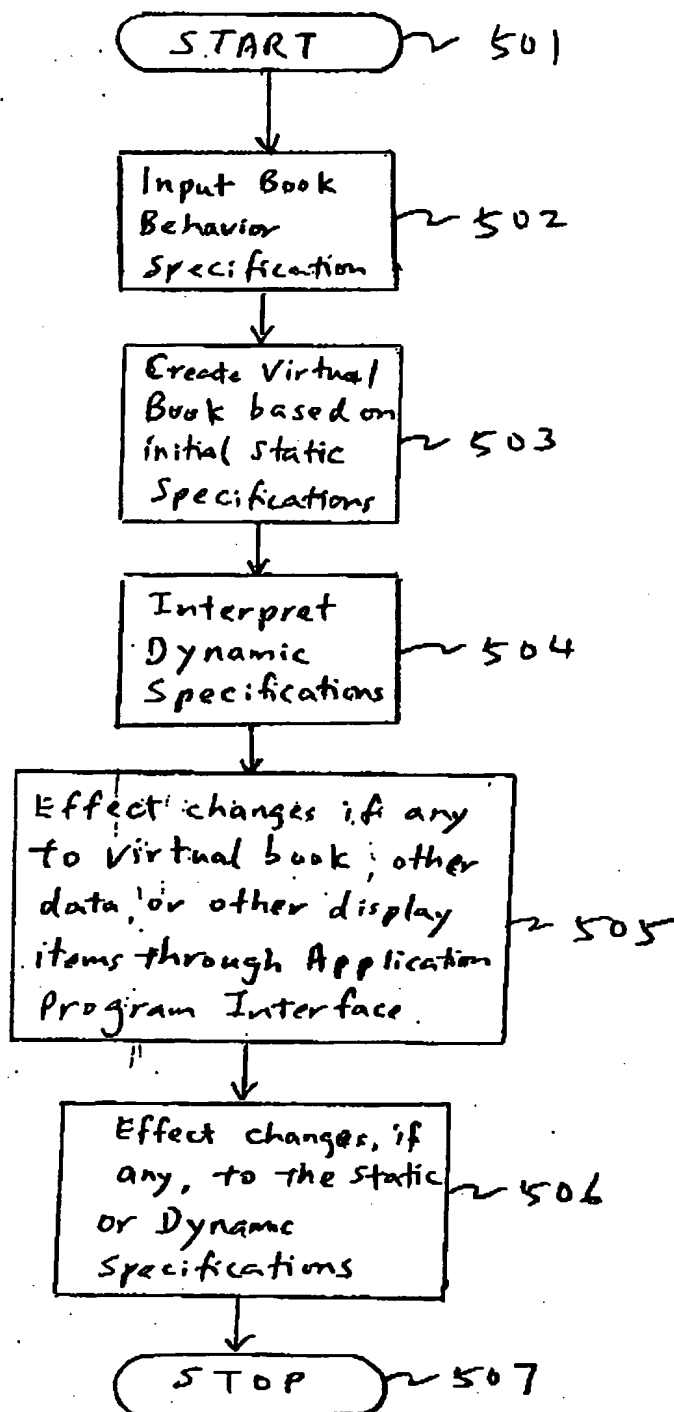 START 501
Input Book
Behavior
Specification
502
Create Virtual
Book based on
initial static
Specifications
503
Interpret
Dynamic
Specifications
504
Effect changes if any
to virtual book, other
data, or other display
items through Application
Program Interface.
505
Effect changes, if
any, to the static
or Dynamic
Specifications
506
STOP 507